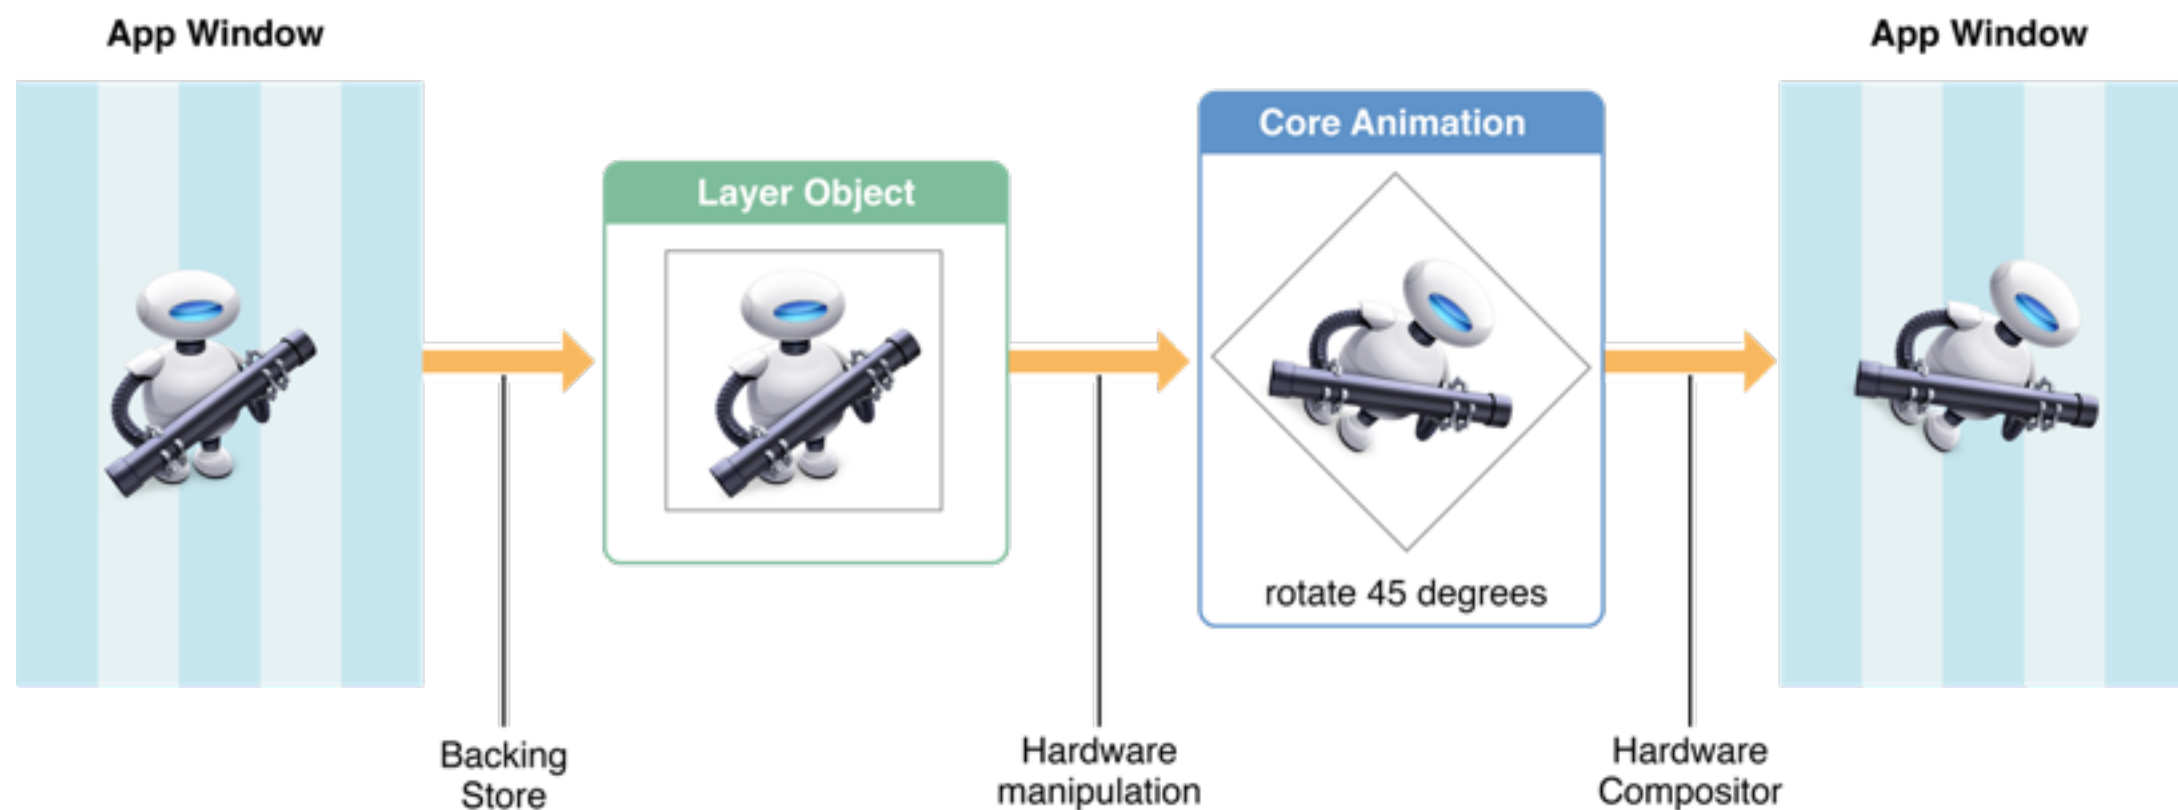 App Window
App Window
Core Animation
Layer Object
rotate 45 degrees
Backing
Store
Hardware
manipulation
Hardware
Compositor